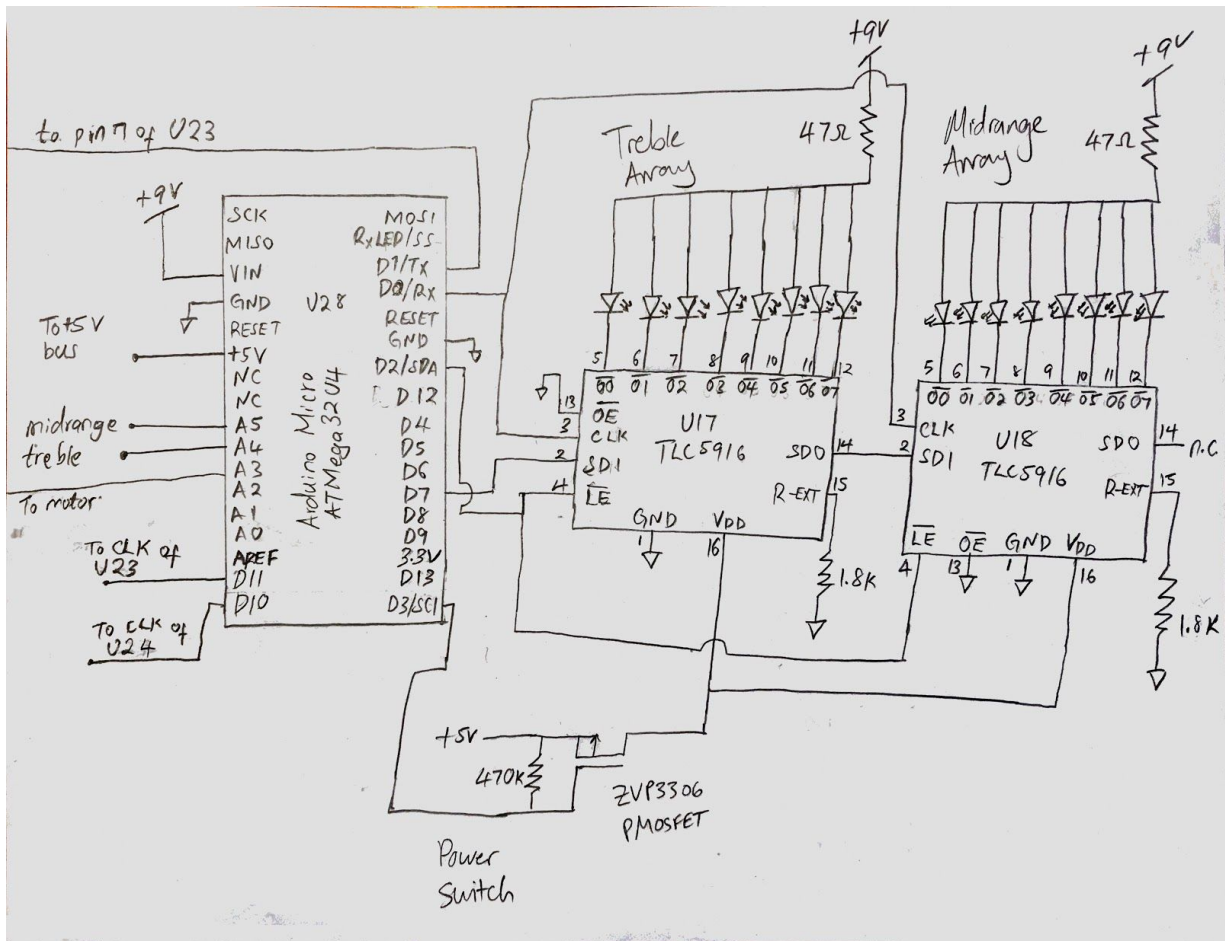 +9V
+9V
to pin 7 of U23
Treble
Array
47Ω
Midrange
Array
47Ω
+9V
SCK
MISO
VIN
GND
RESET
+5V
NC
NC
A5
A4
A3
A2
A1
A0
AREF
D11
D10
U28
Arduino Micro
ATMega32U4
MOSI
RxLED/SS
D1/Tx
D0/Rx
RESET
GND
D2/SDA
D12
D4
D5
D6
D7
D8
D9
3.3V
D13
D3/SCl
To +5V
bus
midrange
treble
To motor
To CLK of
U23
To CLK of
U24
5 6 7 8 9 10 11 12
O0 O1 O2 O3 O4 O5 O6 O7
13
OE
3
CLK
2
SDI
4
LE
U17
TLC5916
SDO
14
R-EXT
15
GND
1
VDD
16
1.8K
5 6 7 8 9 10 11 12
O0 O1 O2 O3 O4 O5 O6 O7
3
CLK
2
SDI
U18
TLC5916
SDO
14
n.c
R-EXT
15
LE OE GND VDD
4 13 1 16
1.8K
+5V
470K
ZVP3306
PMOSFET
Power
Switch